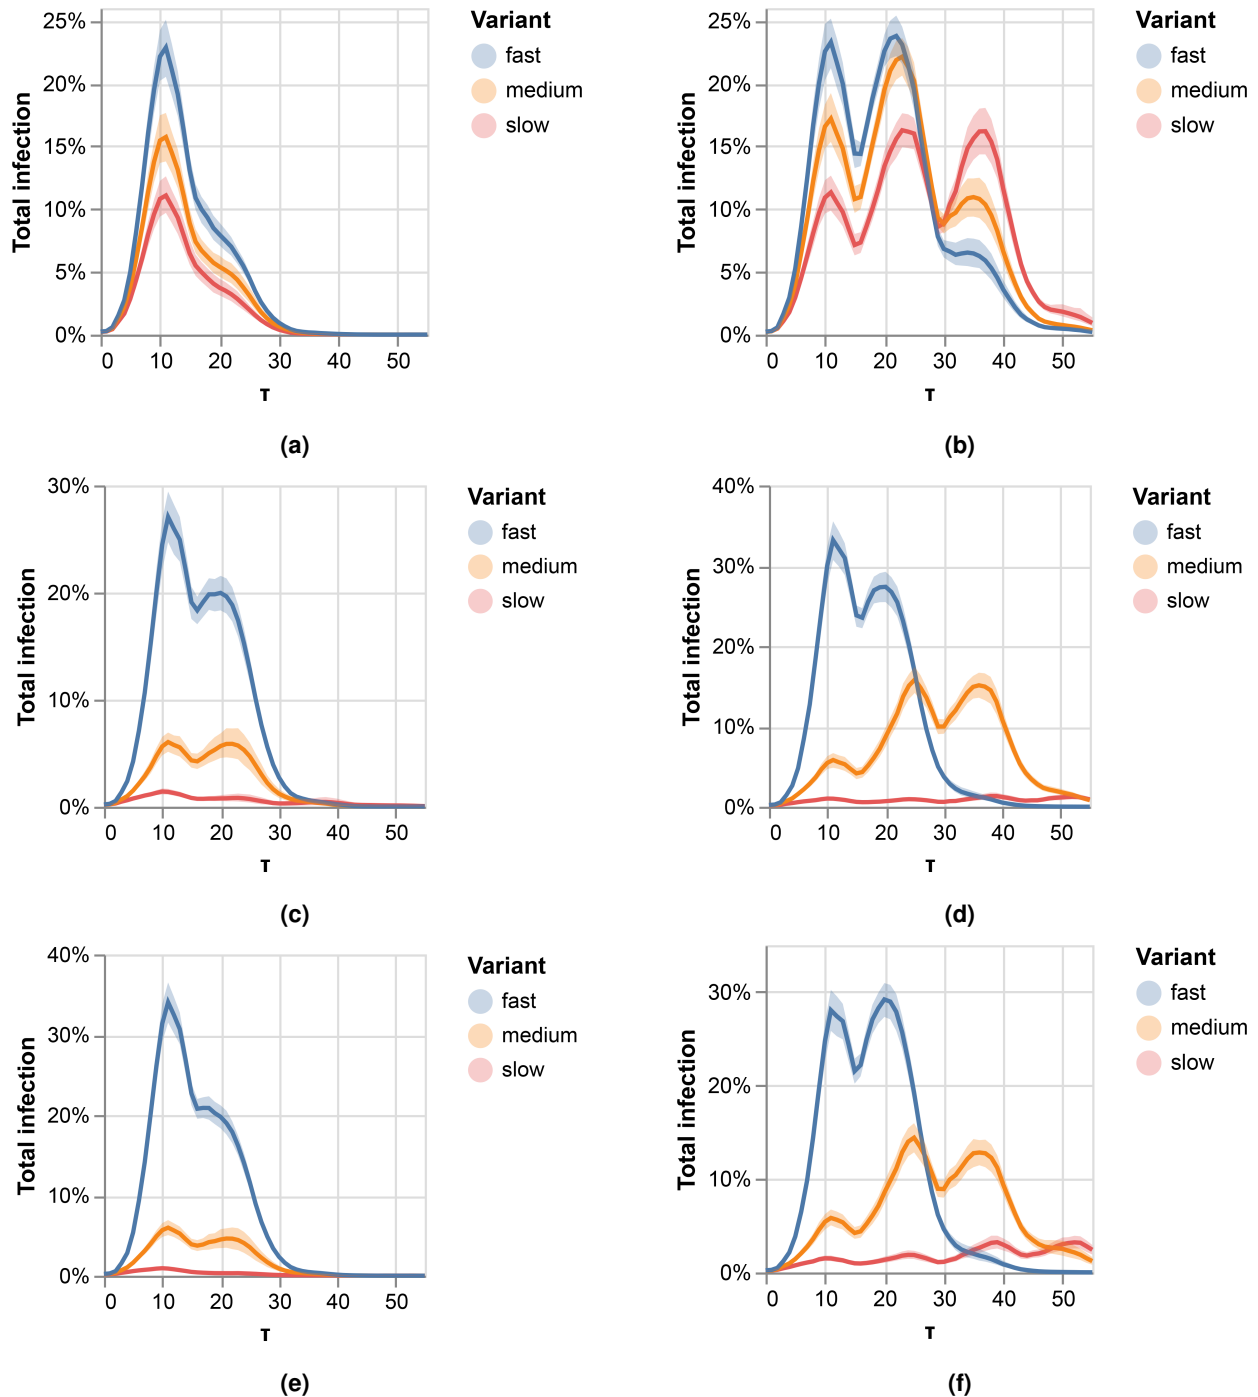 Variant
fast
medium
slow
25%
20%
15%
10%
5%
0%
Total infection
0 10 20 30 40 50
τ
(a)
Variant
fast
medium
slow
25%
20%
15%
10%
5%
0%
Total infection
0 10 20 30 40 50
τ
(b)
Variant
fast
medium
slow
30%
20%
10%
0%
Total infection
0 10 20 30 40 50
τ
(c)
Variant
fast
medium
slow
40%
30%
20%
10%
0%
Total infection
0 10 20 30 40 50
τ
(d)
Variant
fast
medium
slow
40%
30%
20%
10%
0%
Total infection
0 10 20 30 40 50
τ
(e)
Variant
fast
medium
slow
30%
20%
10%
0%
Total infection
0 10 20 30 40 50
τ
(f)